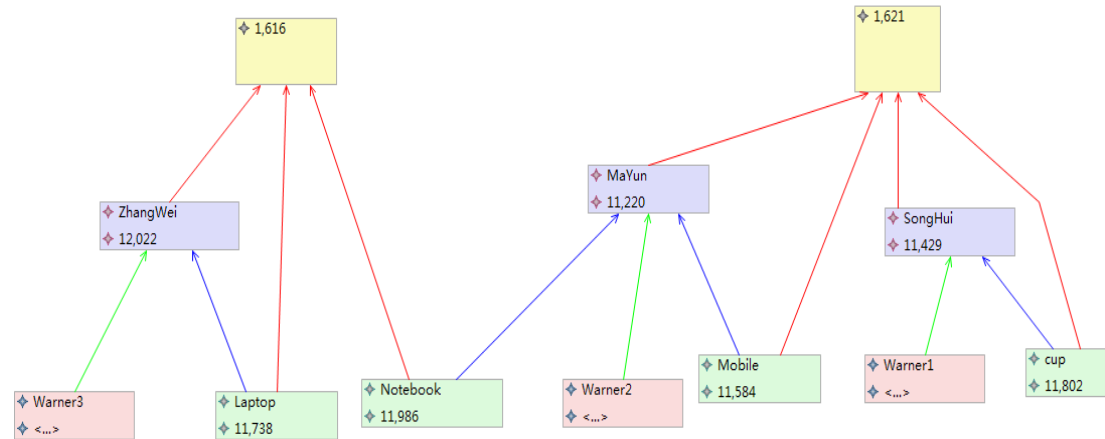 1,616
1,621
MaYun
11,220
ZhangWei
12,022
SongHui
11,429
Warner3
<...>
Laptop
11,738
Notebook
11,986
Warner2
<...>
Mobile
11,584
Warner1
<...>
cup
11,802